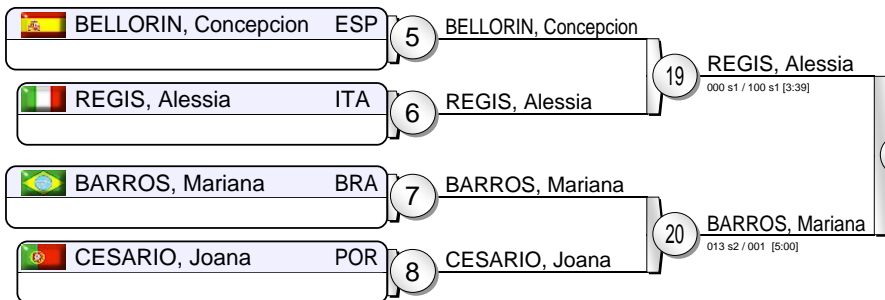 BELLORIN, Concepcion ESP
5
BELLORIN, Concepcion
19
REGIS, Alessia
000 s1 / 100 s1 [3:39]
REGIS, Alessia ITA
6
REGIS, Alessia
BARROS, Mariana BRA
7
BARROS, Mariana
20
BARROS, Mariana
013 s2 / 001 [5:00]
CESARIO, Joana POR
8
CESARIO, Joana